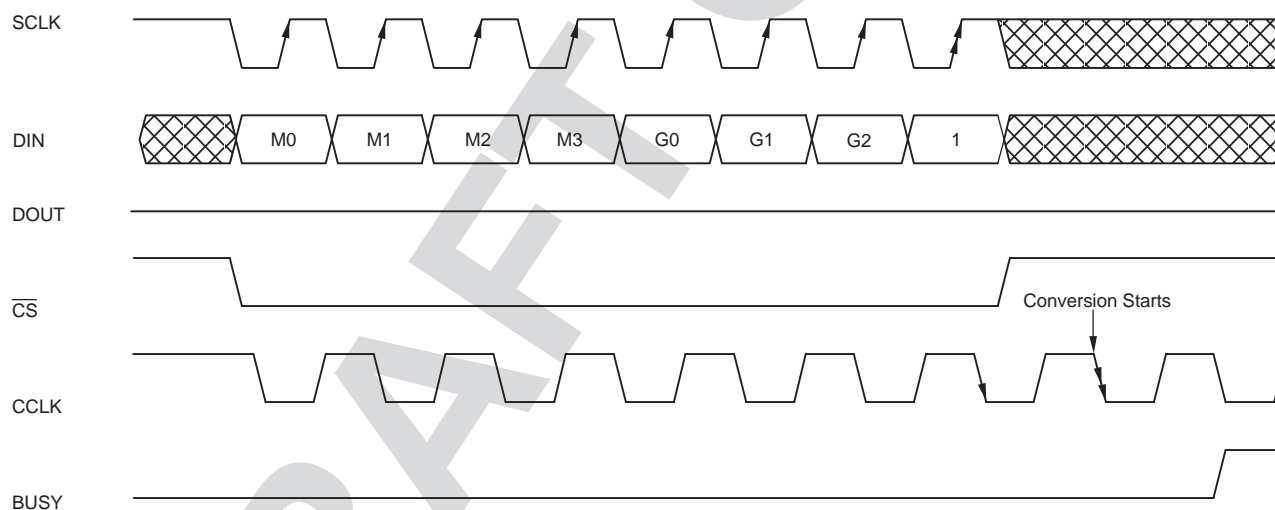 SCLK
DIN
M0 M1 M2 M3 G0 G1 G2 1
DOUT
CS
Conversion Starts
CCLK
BUSY